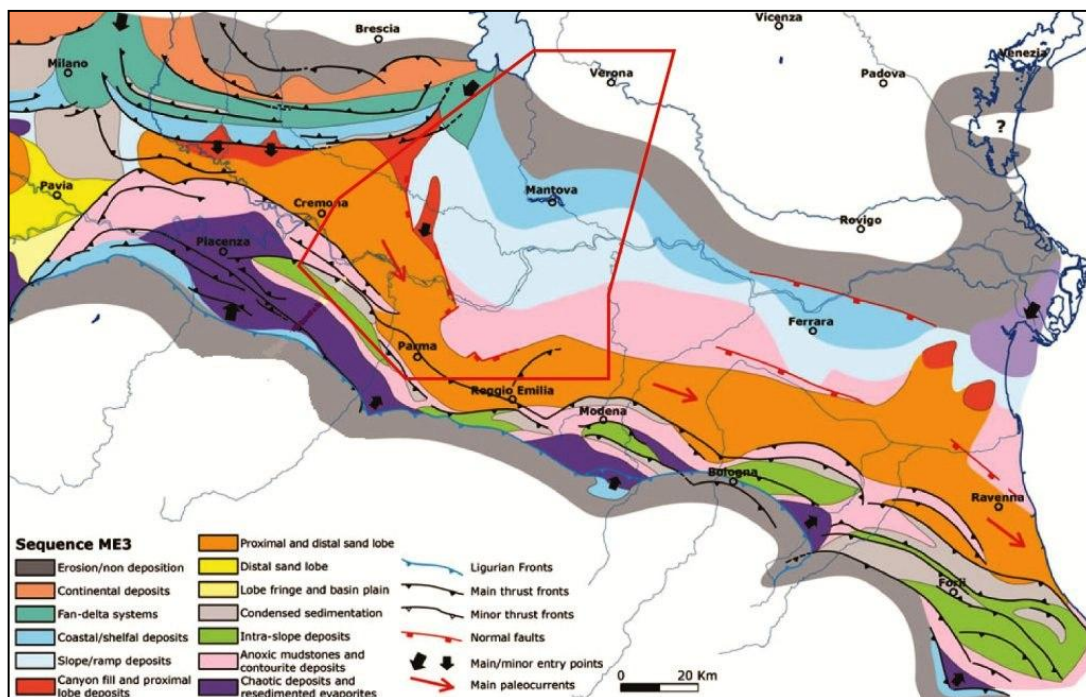 Brescia
Vicenza
Milano
Verona
Padova
Venezia
?
Pavia
Cremona
Mantova
Rovigo
Piacenza
Ferrara
Parma
Reggio Emilia
Modena
Bologna
Ravenna
Forlì
Sequence ME3
Erosion/non deposition
Continental deposits
Fan-delta systems
Coastal/shelfal deposits
Slope/ramp deposits
Canyon fill and proximal
lobe deposits
Proximal and distal sand lobe
Distal sand lobe
Lobe fringe and basin plain
Condensed sedimentation
Intra-slope deposits
Anoxic mudstones and
contourite deposits
Chaotic deposits and
resedimented evaporites
Ligurian Fronts
Main thrust fronts
Minor thrust fronts
Normal faults
Main/minor entry points
Main paleocurrents
0
20 Km